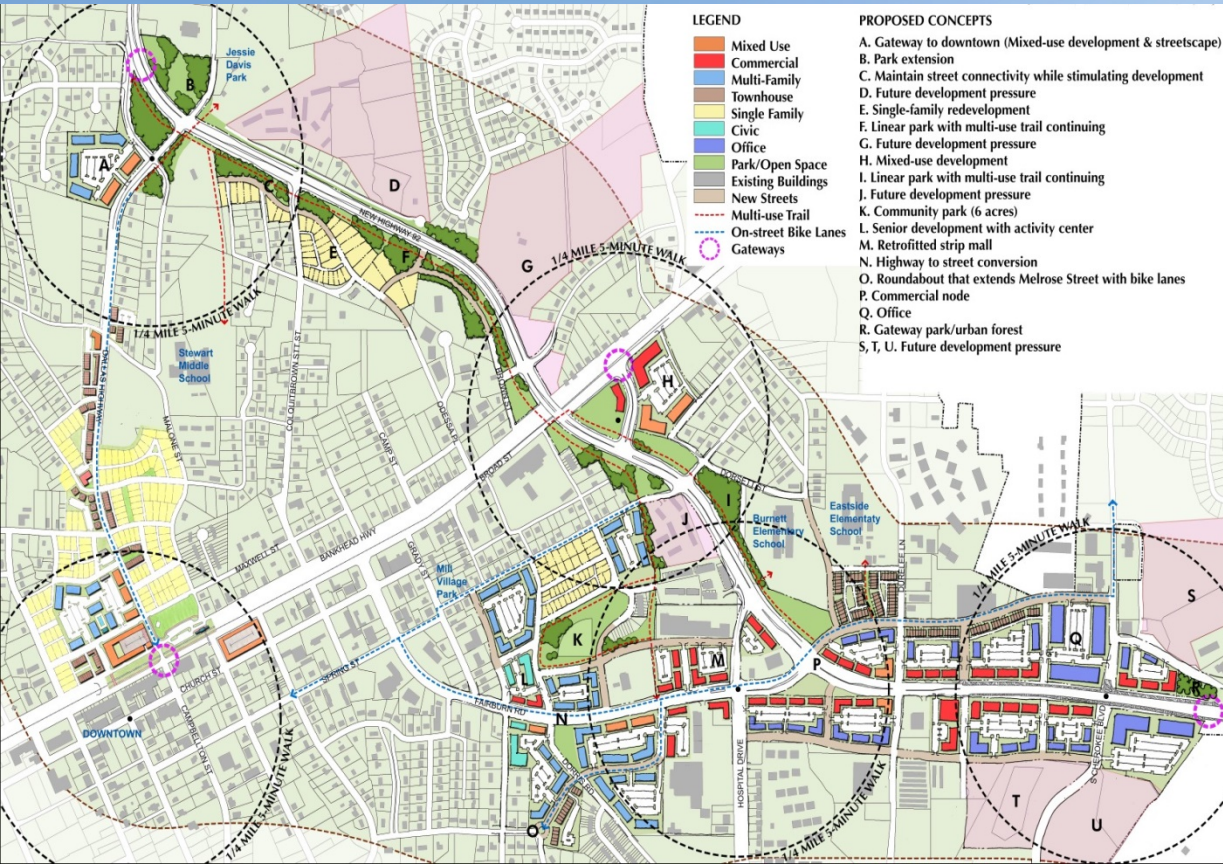 LEGEND
Mixed Use
Commercial
Multi-Family
Townhouse
Single Family
Civic
Office
Park/Open Space
Existing Buildings
New Streets
Multi-use Trail
On-street Bike Lanes
Gateways
PROPOSED CONCEPTS
A. Gateway to downtown (Mixed-use development & streetscape)
B. Park extension
C. Maintain street connectivity while stimulating development
D. Future development pressure
E. Single-family redevelopment
F. Linear park with multi-use trail continuing
G. Future development pressure
H. Mixed-use development
I. Linear park with multi-use trail continuing
J. Future development pressure
K. Community park (6 acres)
L. Senior development with activity center
M. Retrofitted strip mall
N. Highway to street conversion
O. Roundabout that extends Melrose Street with bike lanes
P. Commercial node
Q. Office
R. Gateway park/urban forest
S, T, U. Future development pressure
Jessie
Davis
Park
B
A
C
D
NEW HIGHWAY 92
E
F
G
1/4 MILE 5-MINUTE WALK
1/4 MILE 5-MINUTE WALK
Stewart
Middle
School
DALLAS HIGHWAY
MALONE ST
COLQUITBROWN STT ST
CAMP ST
ODESSA PL
BROWN ST
BROAD ST
H
DORSETT ST
I
J
Burnett
Elementary
School
Eastside
Elementaty
School
MAXWELL ST
BANKHEAD HWY
GRADY ST
Mill
Village
Park
K
L
M
N
O
P
Q
R
S
T
U
1/4 MILE 5-MINUTE WALK
SPRING ST
FAIRBURN RD
CHURCH ST
CAMPBELLTON ST
DOWNTOWN
1/4 MILE 5-MINUTE WALK
HOSPITAL DRIVE
1/4 MILE 5-MINUTE WALK
S CHEROKEE BLVD